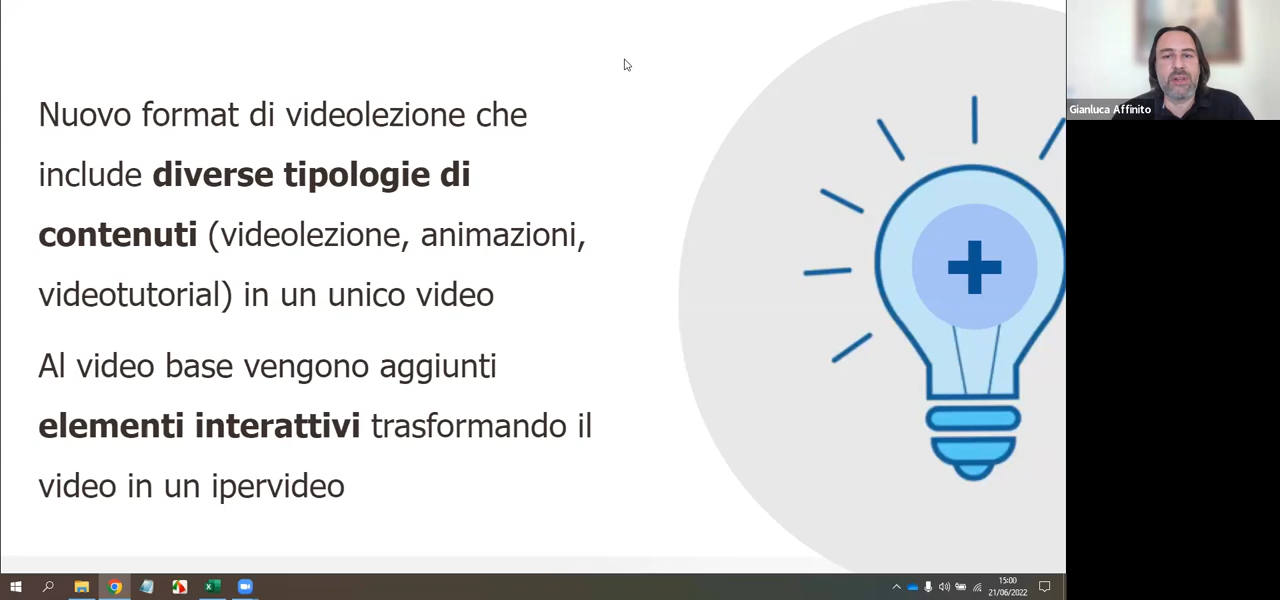 Nuovo format di videolezione che
include diverse tipologie di
contenuti (videolezione, animazioni,
videotutorial) in un unico video
Al video base vengono aggiunti
elementi interattivi trasformando il
video in un ipervideo
Gianluca Affinito
15:00
21/06/2022